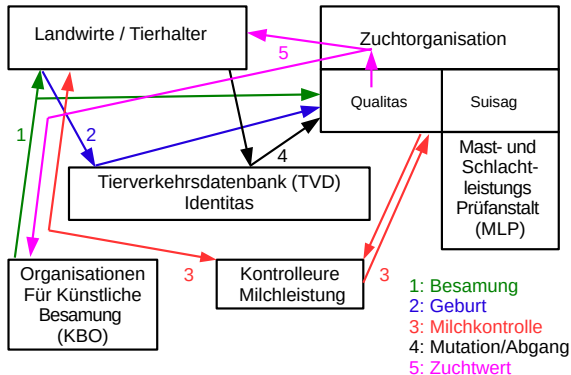 Landwirte / Tierhalter
Zuchtorganisation
5
Qualitas
Suisag
1
2
4
Mast- und
Schlacht-
leistungs
Prüfanstalt
(MLP)
Tierverkehrsdatenbank (TVD)
Identitas
Organisationen
Für Künstliche
Besamung
(KBO)
3
Kontrolleure
Milchleistung
3
1: Besamung
2: Geburt
3: Milchkontrolle
4: Mutation/Abgang
5: Zuchtwert